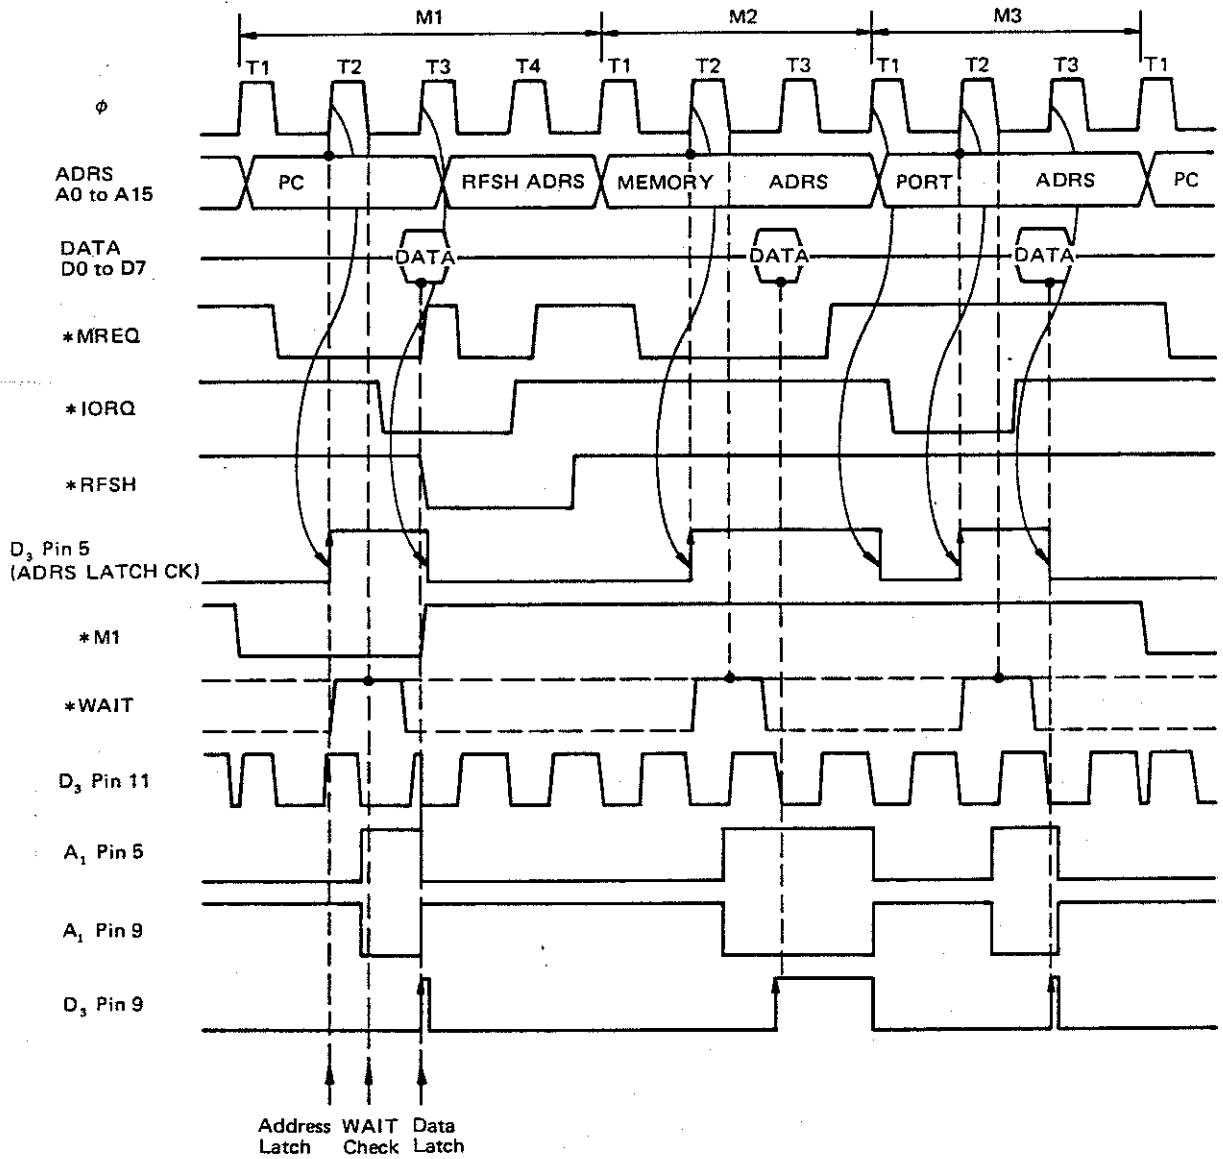 M1 M2 M3
T1 T2 T3 T4 T1 T2 T3 T1 T2 T3 T1
ϕ
ADRS
A0 to A15
PC RFSH ADRS MEMORY ADRS PORT ADRS PC
DATA
D0 to D7
DATA DATA DATA
*MREQ
*IORQ
*RFSH
D₃ Pin 5
(ADRS LATCH CK)
*M1
*WAIT
D₃ Pin 11
A₁ Pin 5
A₁ Pin 9
D₃ Pin 9
Address WAIT Data
Latch Check Latch